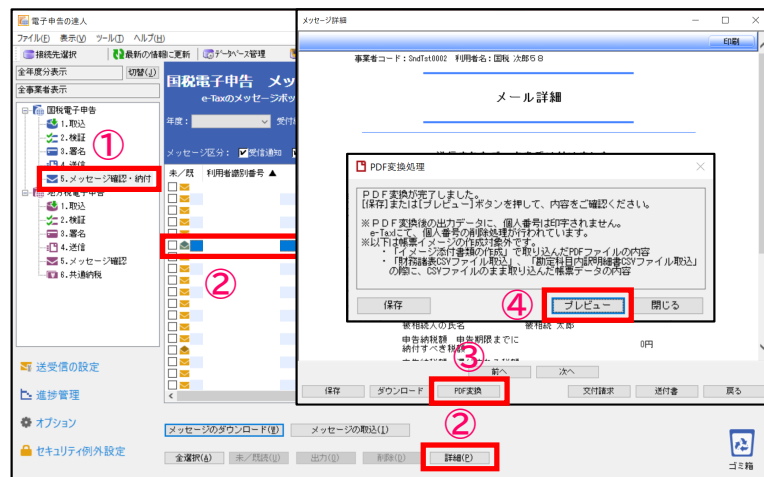 電子申告の達人
ファイル(F) 表示(V) ツール(T) ヘルプ(H)
接続先選択 最新の情報に更新 データベース管理
全年度分表示 切替(J)
全事業者表示
国税電子申告
1.取込
2.検証
3.署名
4.送信
5.メッセージ確認・納付
地方税電子申告
1.取込
2.検証
3.署名
4.送信
5.メッセージ確認
6.共通納税
①
送受信の設定
進捗管理
オプション
セキュリティ例外設定
国税電子申告 メッ
e-Taxのメッセージボッ
年度: 受付
メッセージ区分: 受信通知
未/既 利用者識別番号 ▲
②
メッセージのダウンロード(W) メッセージの取込(I)
全選択(A) 未/既読(U) 出力(O) 削除(D) 詳細(P)
②
ゴミ箱
メッセージ詳細
印刷
事業者コード:SndTst0002 利用者名:国税 次郎58
メール詳細
PDF変換処理
PDF変換が完了しました。
[保存]または[プレビュー]ボタンを押して、内容をご確認ください。
※PDF変換後の出力データに、個人番号は印字されません。
e-Taxにて、個人番号の削除処理が行われています。
※以下は帳票イメージの作成対象外です。
・「イメージ添付書類の作成」で取り込んだPDFファイルの内容
・「財務諸表CSVファイル取込」、「勘定科目内訳明細書CSVファイル取込」
の際に、CSVファイルのまま取り込んだ帳票データの内容
保存 ④ プレビュー 閉じる
被相続人の氏名 被相続 太郎
申告納税額 申告期限までに
納付すべき税額 0円
③
前へ 次へ
保存 ダウンロード PDF変換 交付請求 送付書 戻る